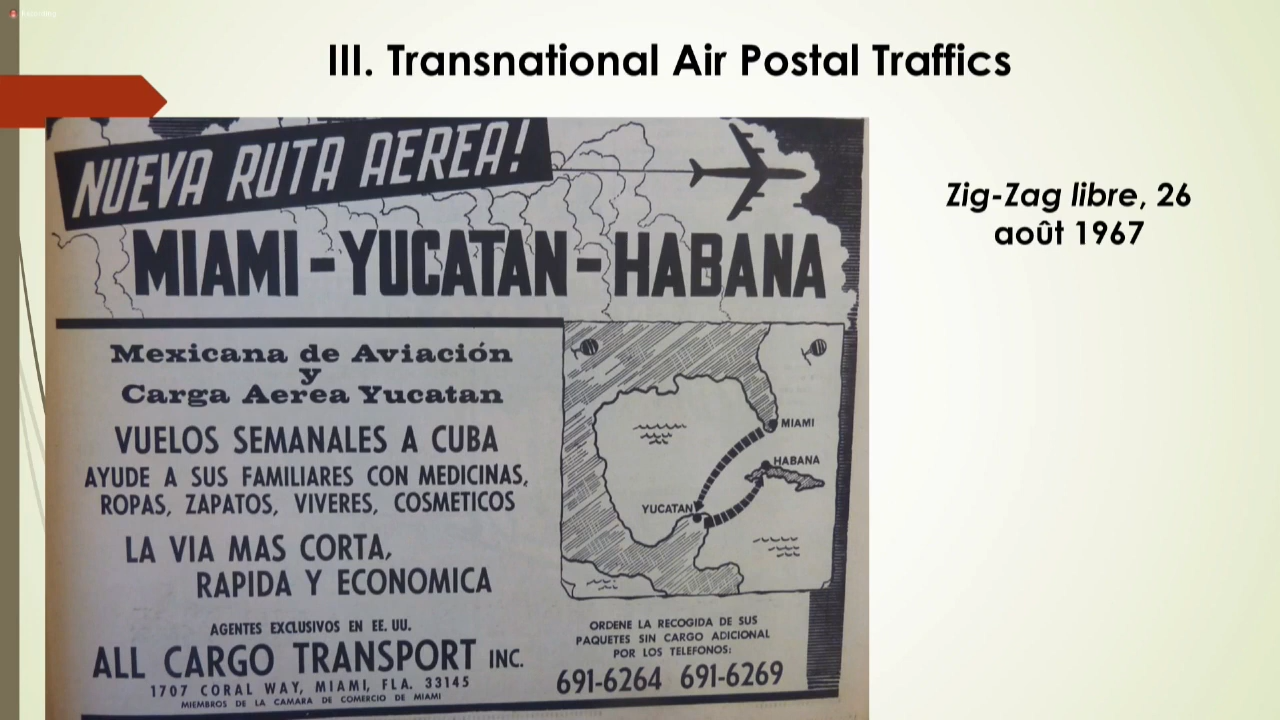 III. Transnational Air Postal Traffics
NUEVA RUTA AEREA!
MIAMI-YUCATAN-HABANA
Mexicana de Aviación
y
Carga Aerea Yucatan
VUELOS SEMANALES A CUBA
AYUDE A SUS FAMILIARES CON MEDICINAS,
ROPAS, ZAPATOS, VIVERES, COSMETICOS
LA VIA MAS CORTA,
RAPIDA Y ECONOMICA
AGENTES EXCLUSIVOS EN EE. UU.
ALL CARGO TRANSPORT INC.
1707 CORAL WAY, MIAMI, FLA. 33145
MIEMBROS DE LA CAMARA DE COMERCIO DE MIAMI
MIAMI
HABANA
YUCATAN
ORDENE LA RECOGIDA DE SUS
PAQUETES SIN CARGO ADICIONAL
POR LOS TELEFONOS:
691-6264 691-6269
Zig-Zag libre, 26
août 1967